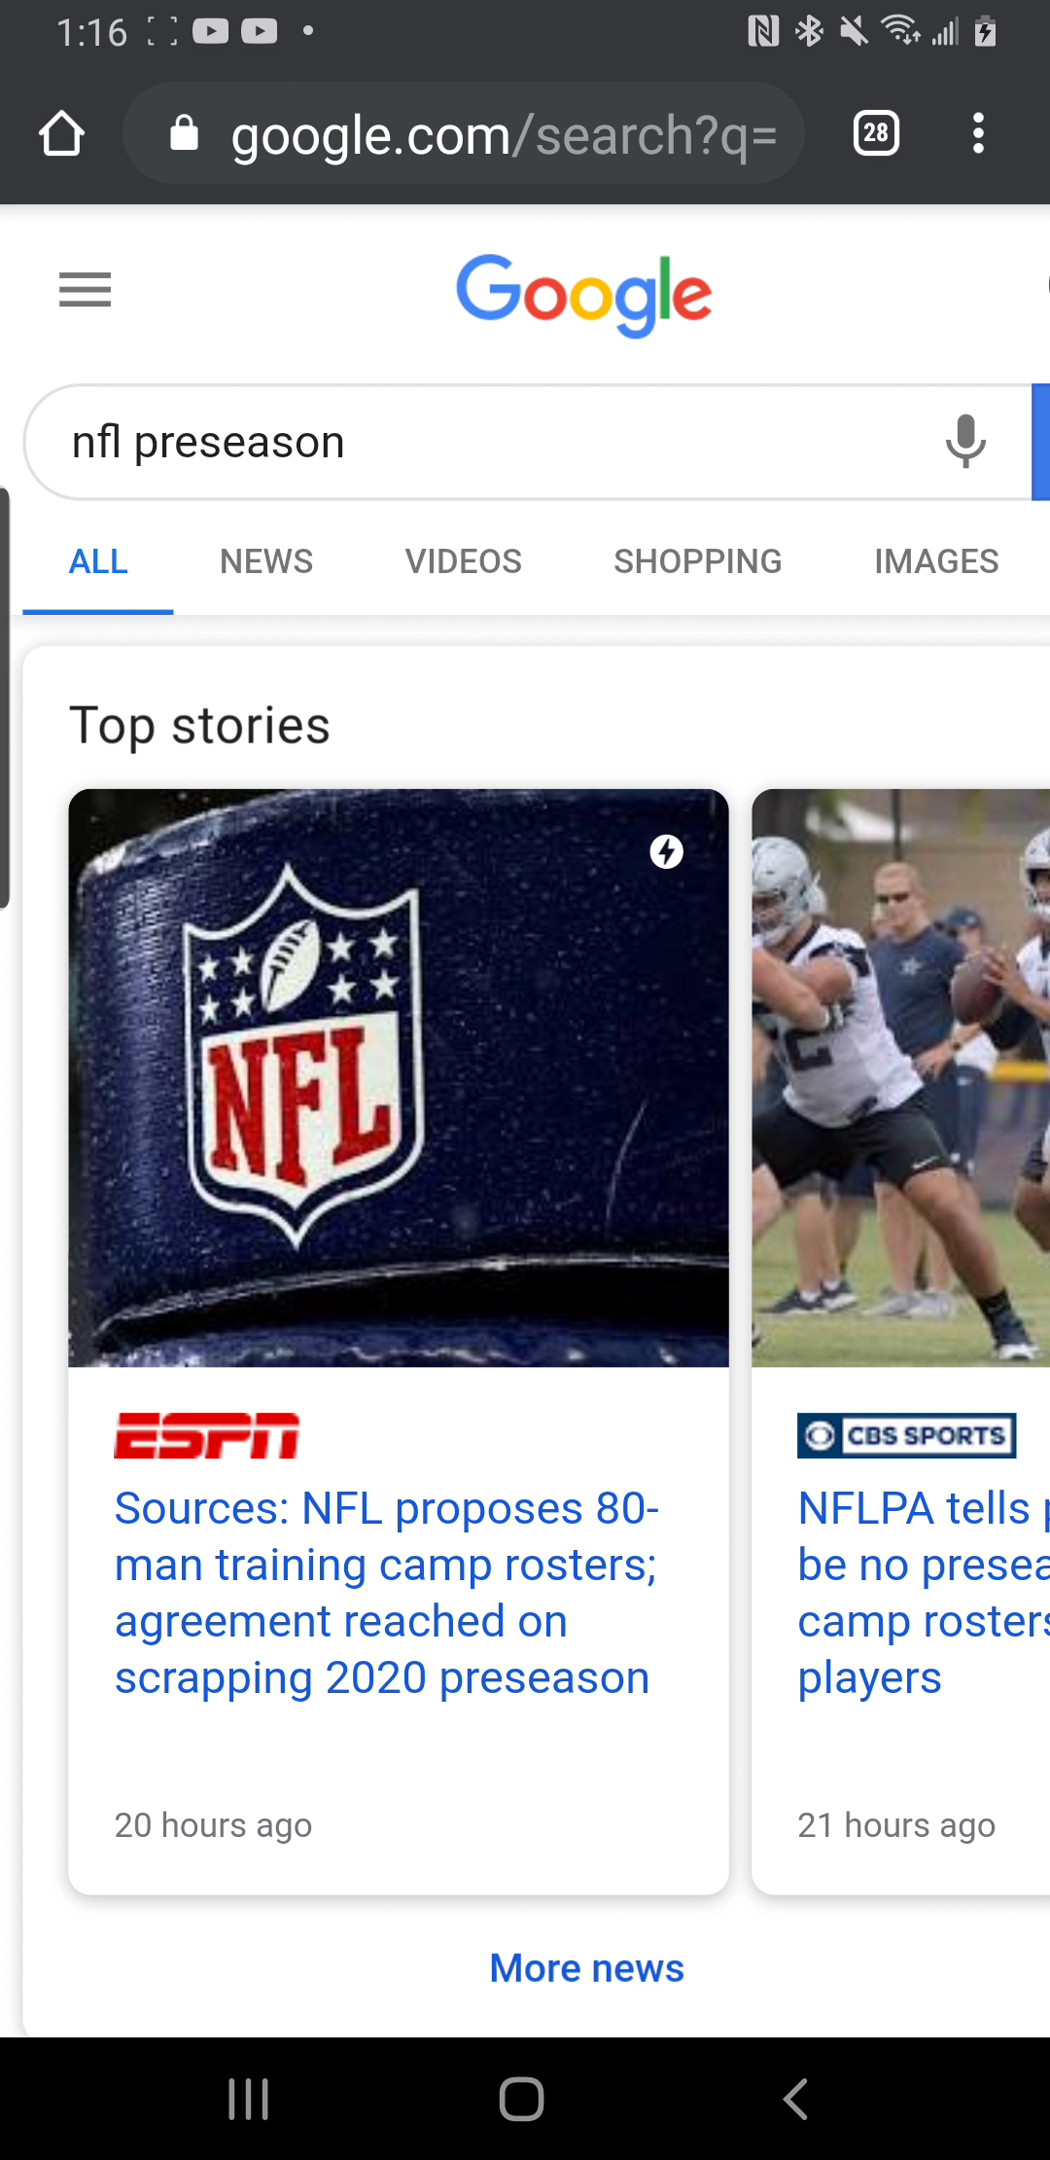 1:16
google.com/search?q=
28
Google
nfl preseason
ALL NEWS VIDEOS SHOPPING IMAGES
Top stories
NFL
ESPN
Sources: NFL proposes 80-
man training camp rosters;
agreement reached on
scrapping 2020 preseason
20 hours ago
CBS SPORTS
NFLPA tells
be no
camp
players
21 hours ago
More news